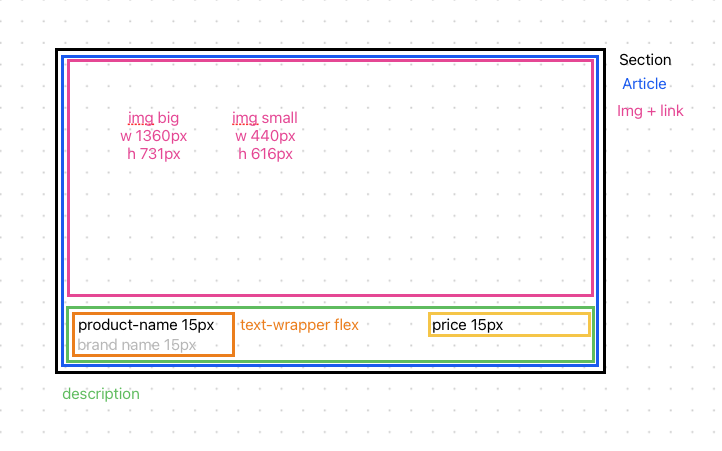 Section
Article
Img + link
img big
w 1360px
h 731px
img small
w 440px
h 616px
product-name 15px
brand name 15px
text-wrapper flex
price 15px
description